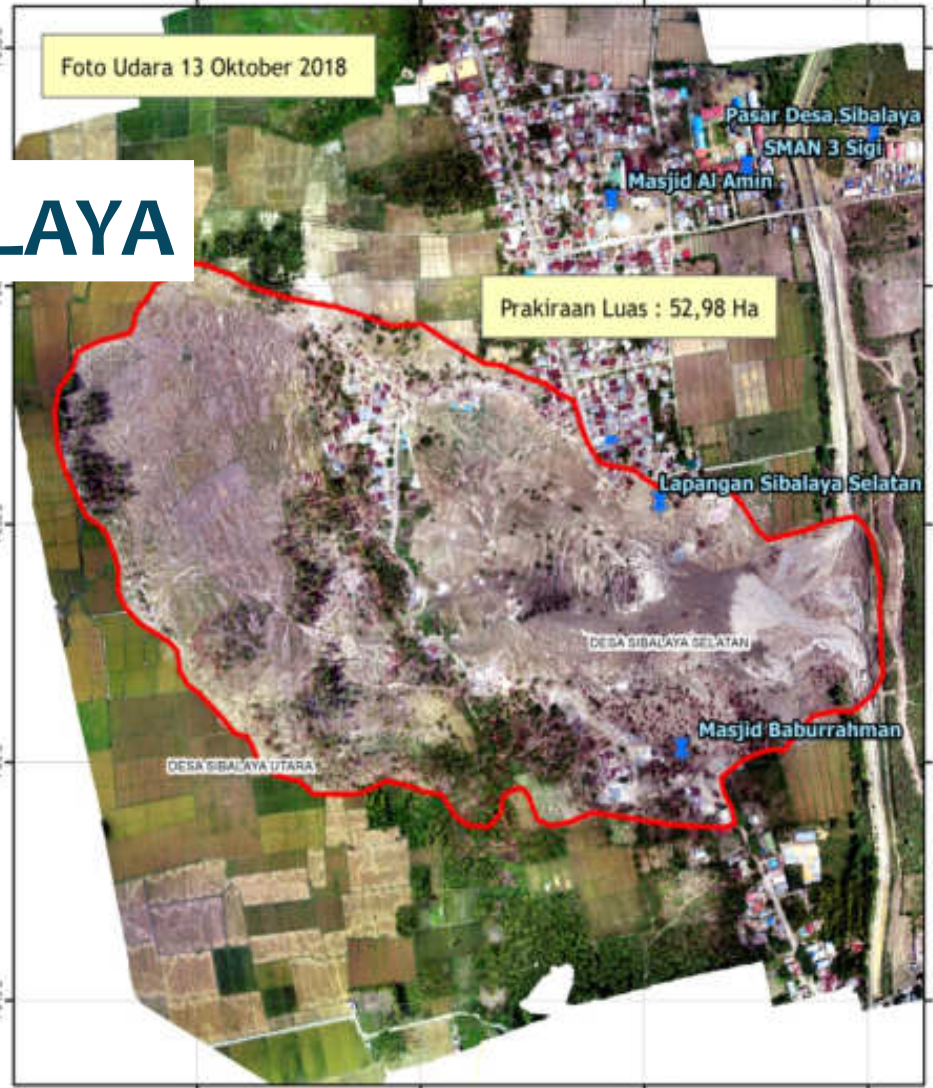 Foto Udara 13 Oktober 2018
Pasar Desa Sibalaya
SMAN 3 Sigi
Masjid Al Amin
LAYA
Prakiraan Luas : 52,98 Ha
Lapangan Sibalaya Selatan
DESA SIBALAYA SELATAN
Masjid Baburrahman
DESA SIBALAYA UTARA